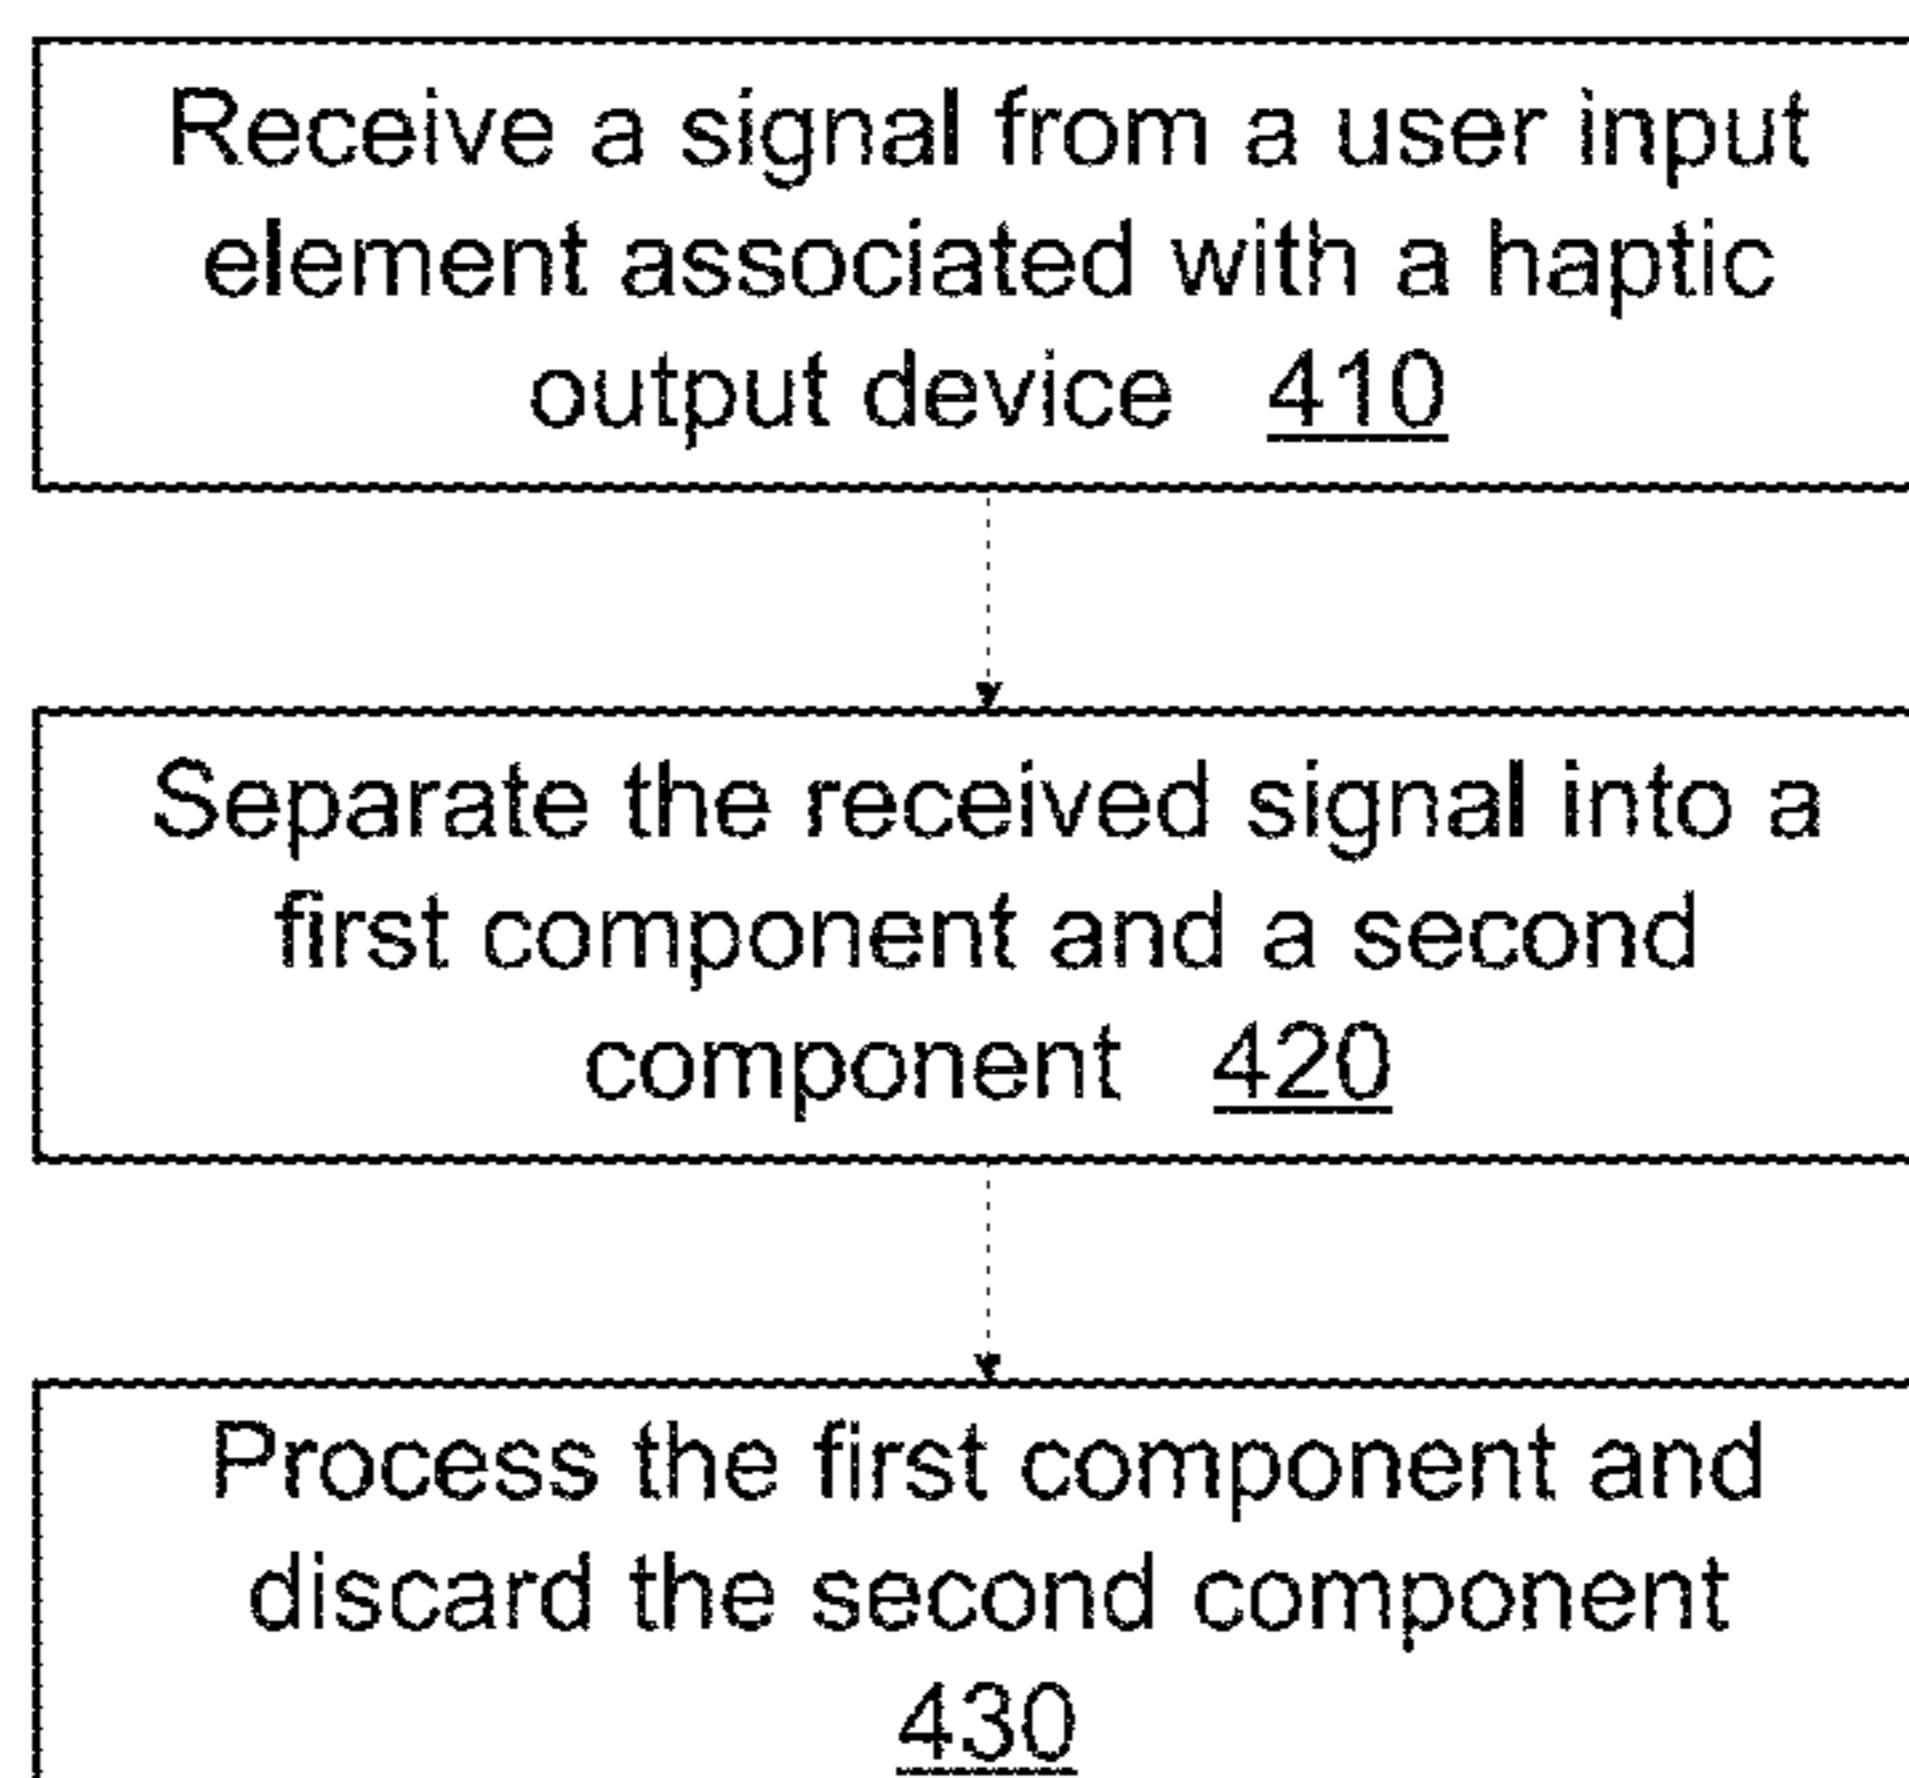 Receive a signal from a user input
element associated with a haptic
output device 410
Separate the received signal into a
first component and a second
component 420
Process the first component and
discard the second component
430